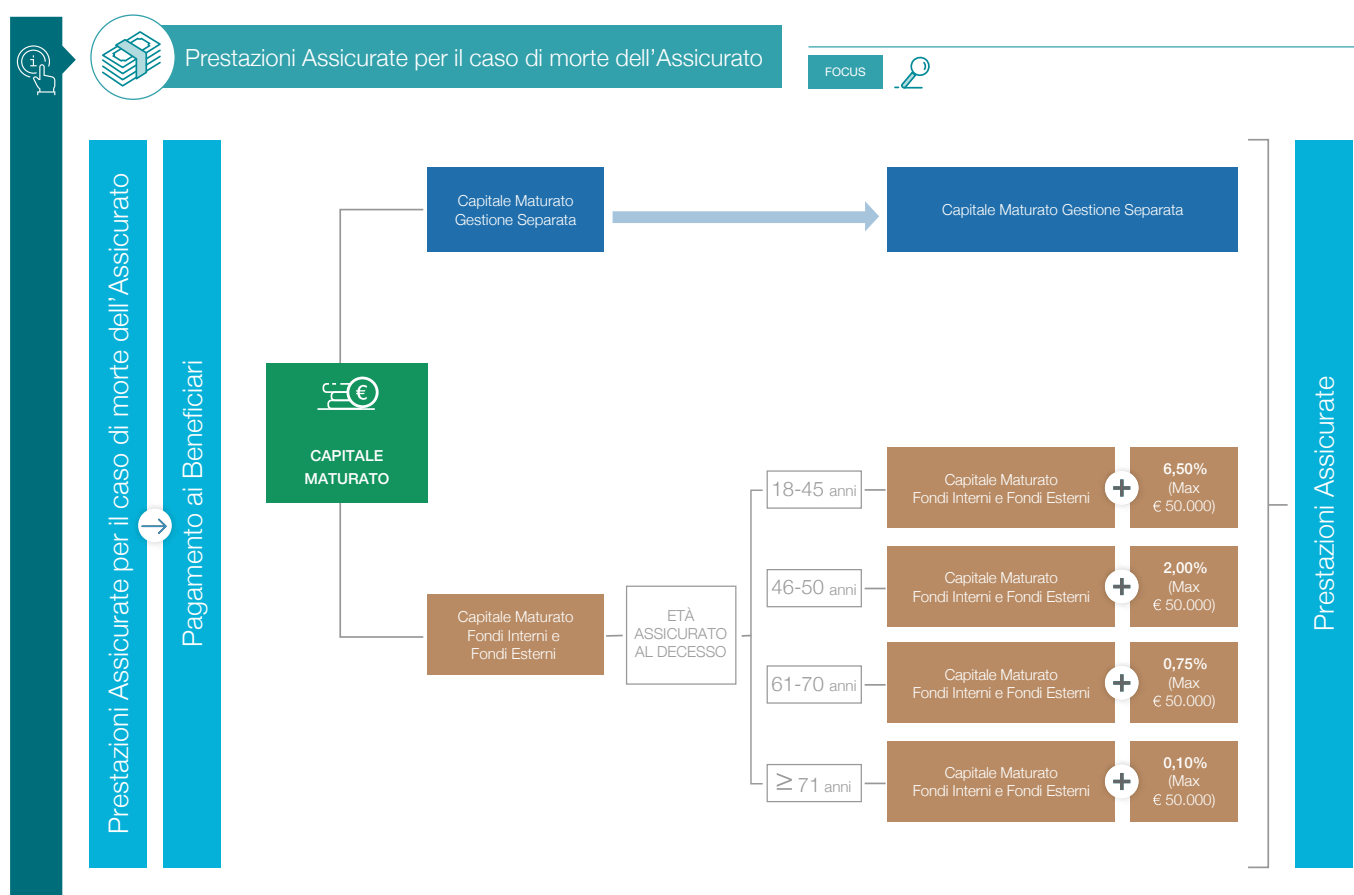 Prestazioni Assicurate per il caso di morte dell'Assicurato
FOCUS
Prestazioni Assicurate per il caso di morte dell'Assicurato
Pagamento ai Beneficiari
CAPITALE
MATURATO
Capitale Maturato
Gestione Separata
Capitale Maturato Gestione Separata
Capitale Maturato
Fondi Interni e
Fondi Esterni
ETÀ
ASSICURATO
AL DECESSO
18-45 anni
Capitale Maturato
Fondi Interni e Fondi Esterni
+
6,50%
(Max
€ 50.000)
46-50 anni
Capitale Maturato
Fondi Interni e Fondi Esterni
+
2,00%
(Max
€ 50.000)
61-70 anni
Capitale Maturato
Fondi Interni e Fondi Esterni
+
0,75%
(Max
€ 50.000)
≥ 71 anni
Capitale Maturato
Fondi Interni e Fondi Esterni
+
0,10%
(Max
€ 50.000)
Prestazioni Assicurate